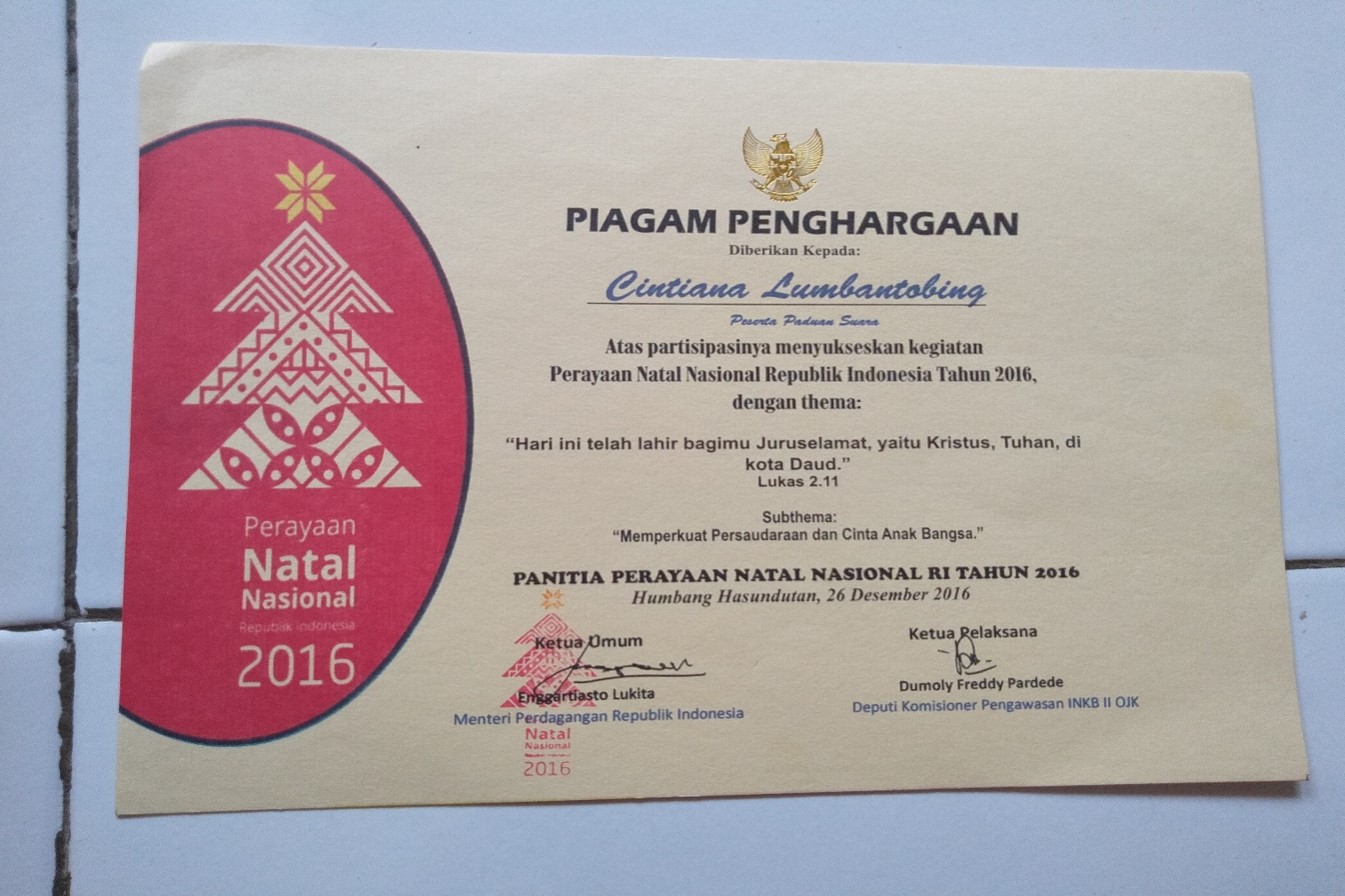 PIAGAM PENGHARGAAN
Diberikan Kepada:
Cintiana Lumbantobing
Peserta Paduan Suara
Atas partisipasinya menyukseskan kegiatan
Perayaan Natal Nasional Republik Indonesia Tahun 2016,
dengan thema:
“Hari ini telah lahir bagimu Juruselamat, yaitu Kristus, Tuhan, di
kota Daud.”
Lukas 2.11
Subthema:
“Memperkuat Persaudaraan dan Cinta Anak Bangsa.”
PANITIA PERAYAAN NATAL NASIONAL RI TAHUN 2016
Humbang Hasundutan, 26 Desember 2016
Ketua Umum
Enggartiasto Lukita
Menteri Perdagangan Republik Indonesia
Natal
Nasional
2016
Ketua Pelaksana
Dumoly Freddy Pardede
Deputi Komisioner Pengawasan INKB II OJK
Perayaan
Natal
Nasional
Republik Indonesia
2016